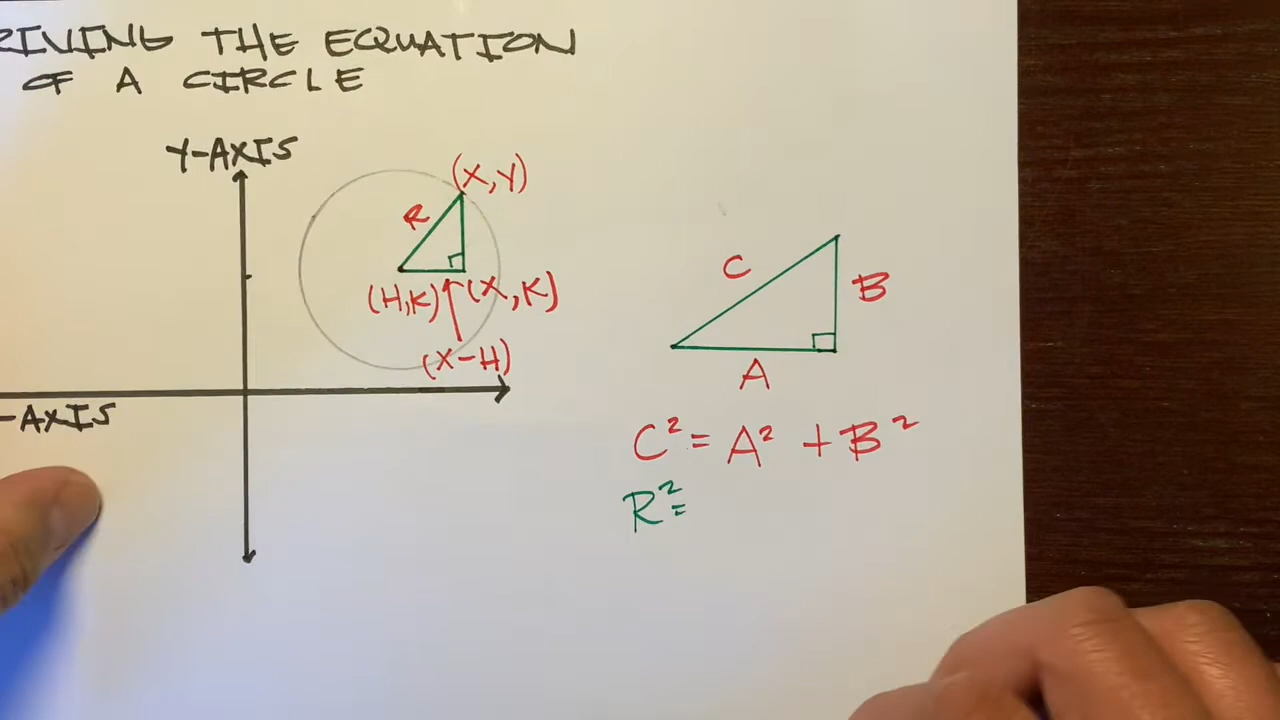 RIVING THE EQUATION
OF A CIRCLE
Y-AXIS
(X,Y)
R
(H,K)
(X,K)
(X-H)
-AXIS
C
B
A
C² = A² + B²
R² =